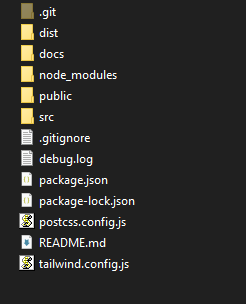 .git
dist
docs
node_modules
public
src
.gitignore
debug.log
package.json
package-lock.json
postcss.config.js
README.md
tailwind.config.js